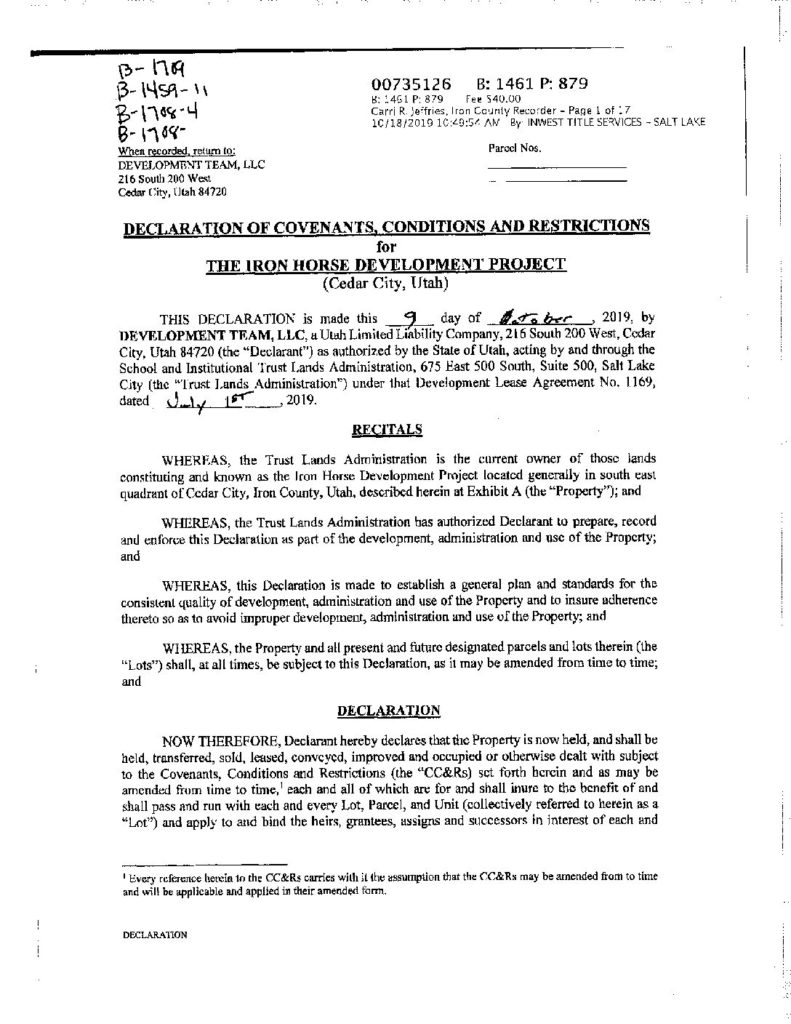 B-1709
B-1459-11
B-1708-4
B-1708-
When recorded, return to:
DEVELOPMENT TEAM, LLC
216 South 200 West
Cedar City, Utah 84720
00735126 B: 1461 P: 879
B: 1461 P: 879 Fee $40.00
Carri R. Jeffries, Iron County Recorder - Page 1 of 17
10/18/2019 10:49:54 AM By: INWEST TITLE SERVICES - SALT LAKE
Parcel Nos.
DECLARATION OF COVENANTS, CONDITIONS AND RESTRICTIONS
for
THE IRON HORSE DEVELOPMENT PROJECT
(Cedar City, Utah)
THIS DECLARATION is made this 9 day of October, 2019, by
DEVELOPMENT TEAM, LLC, a Utah Limited Liability Company, 216 South 200 West, Cedar
City, Utah 84720 (the “Declarant”) as authorized by the State of Utah, acting by and through the
School and Institutional Trust Lands Administration, 675 East 500 South, Suite 500, Salt Lake
City (the “Trust Lands Administration”) under that Development Lease Agreement No. 1169,
dated July 1st, 2019.
RECITALS
WHEREAS, the Trust Lands Administration is the current owner of those lands
constituting and known as the Iron Horse Development Project located generally in south east
quadrant of Cedar City, Iron County, Utah, described herein at Exhibit A (the “Property”); and
WHEREAS, the Trust Lands Administration has authorized Declarant to prepare, record
and enforce this Declaration as part of the development, administration and use of the Property;
and
WHEREAS, this Declaration is made to establish a general plan and standards for the
consistent quality of development, administration and use of the Property and to insure adherence
thereto so as to avoid improper development, administration and use of the Property; and
WHEREAS, the Property and all present and future designated parcels and lots therein (the
“Lots”) shall, at all times, be subject to this Declaration, as it may be amended from time to time;
and
DECLARATION
NOW THEREFORE, Declarant hereby declares that the Property is now held, and shall be
held, transferred, sold, leased, conveyed, improved and occupied or otherwise dealt with subject
to the Covenants, Conditions and Restrictions (the “CC&Rs) set forth herein and as may be
amended from time to time,¹ each and all of which are for and shall inure to the benefit of and
shall pass and run with each and every Lot, Parcel, and Unit (collectively referred to herein as a
“Lot”) and apply to and bind the heirs, grantees, assigns and successors in interest of each and
¹ Every reference herein to the CC&Rs carries with it the assumption that the CC&Rs may be amended from to time
and will be applicable and applied in their amended form.
DECLARATION